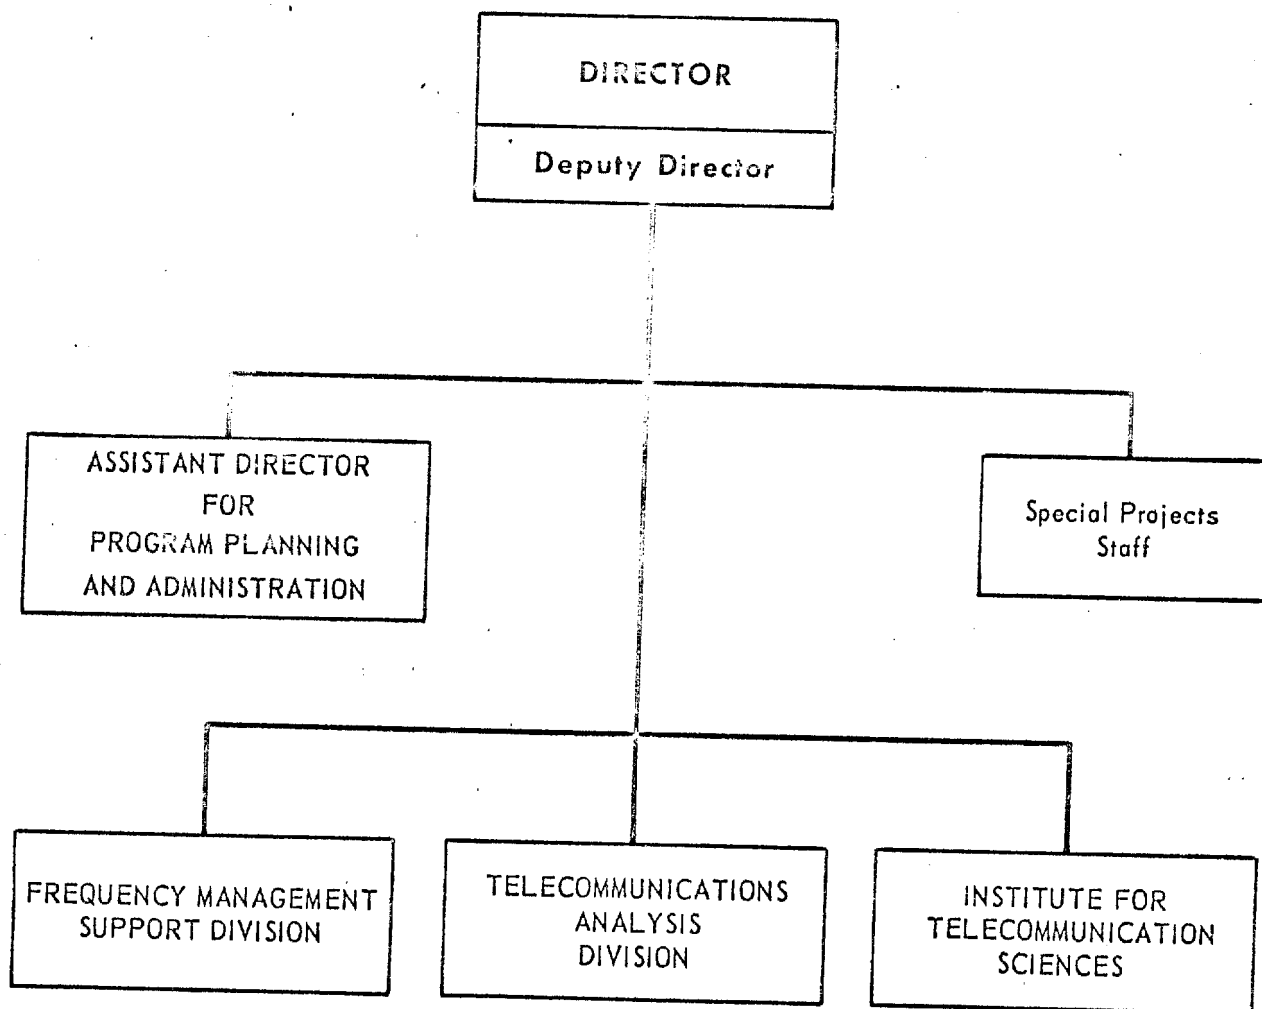 DIRECTOR
Deputy Director
ASSISTANT DIRECTOR
FOR
PROGRAM PLANNING
AND ADMINISTRATION
Special Projects
Staff
FREQUENCY MANAGEMENT
SUPPORT DIVISION
TELECOMMUNICATIONS
ANALYSIS
DIVISION
INSTITUTE FOR
TELECOMMUNICATION
SCIENCES